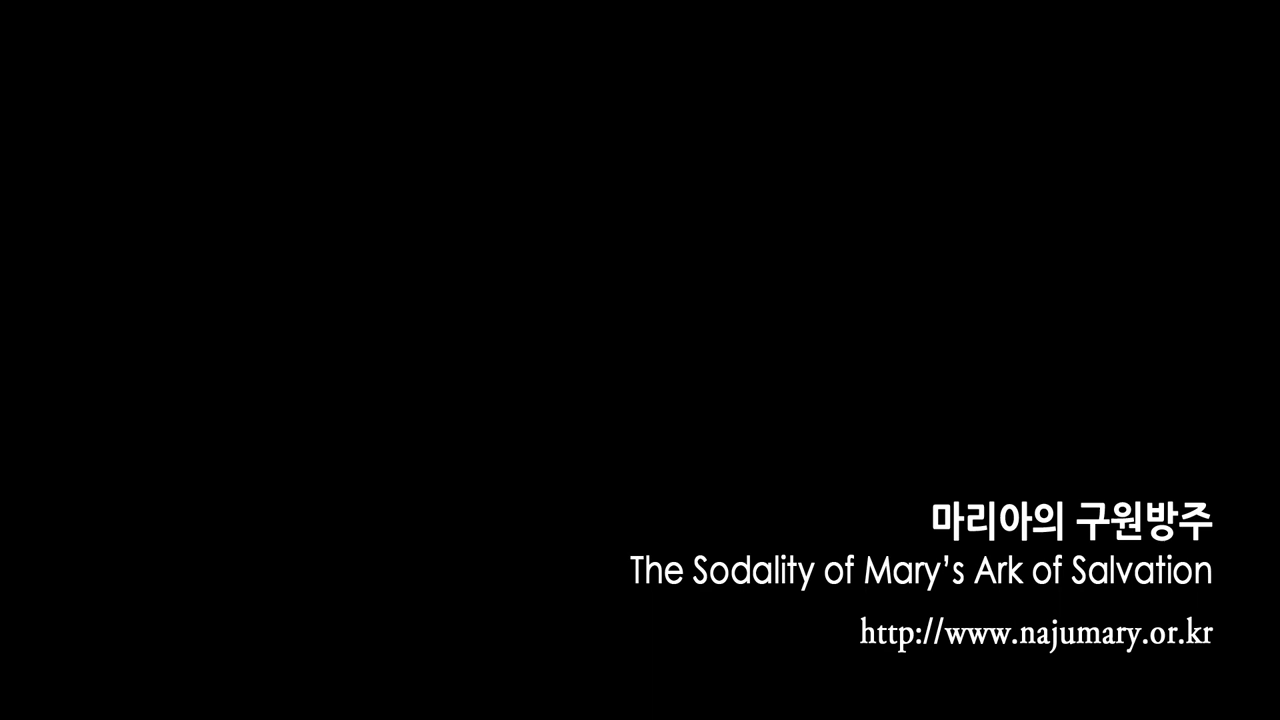 마리아의 구원방주
The Sodality of Mary’s Ark of Salvation
http://www.najumary.or.kr